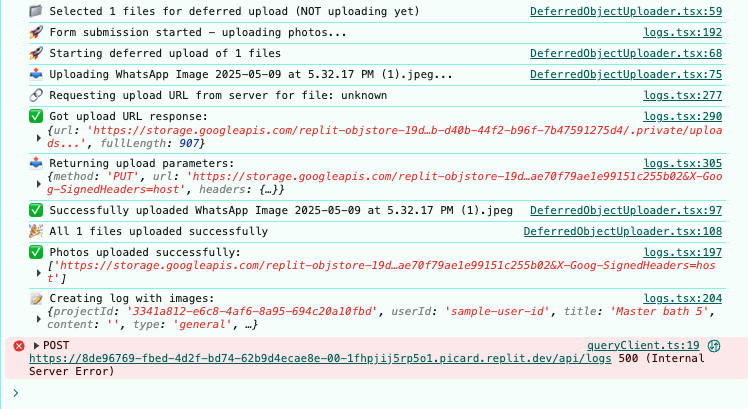 📁 Selected 1 files for deferred upload (NOT uploading yet) DeferredObjectUploader.tsx:59
🚀 Form submission started – uploading photos... logs.tsx:192
🚀 Starting deferred upload of 1 files DeferredObjectUploader.tsx:68
📤 Uploading WhatsApp Image 2025-05-09 at 5.32.17 PM (1).jpeg... DeferredObjectUploader.tsx:75
🔗 Requesting upload URL from server for file: unknown logs.tsx:277
✅ Got upload URL response: logs.tsx:290
▶ {url: 'https://storage.googleapis.com/replit-objstore-19d…b-d40b-44f2-b96f-7b47591275d4/.private/uploa
ds...', fullLength: 907}
📤 Returning upload parameters: logs.tsx:305
▶ {method: 'PUT', url: 'https://storage.googleapis.com/replit-objstore-19d…ae70f79ae1e99151c255b02&X-Go
og-SignedHeaders=host', headers: {…}}
✅ Successfully uploaded WhatsApp Image 2025-05-09 at 5.32.17 PM (1).jpeg DeferredObjectUploader.tsx:97
🎉 All 1 files uploaded successfully DeferredObjectUploader.tsx:108
✅ Photos uploaded successfully: logs.tsx:197
▶ ['https://storage.googleapis.com/replit-objstore-19d…ae70f79ae1e99151c255b02&X-Goog-SignedHeaders=hos
t']
📝 Creating log with images: logs.tsx:204
▶ {projectId: '3341a812-e6c8-4af6-8a95-694c20a10fbd', userId: 'sample-user-id', title: 'Master bath 5',
content: '', type: 'general', …}
▶ POST queryClient.ts:19
https://8de96769-fbed-4d2f-bd74-62b9d4ecae8e-00-1fhpjij5rp5o1.picard.replit.dev/api/logs 500 (Internal
Server Error)
>